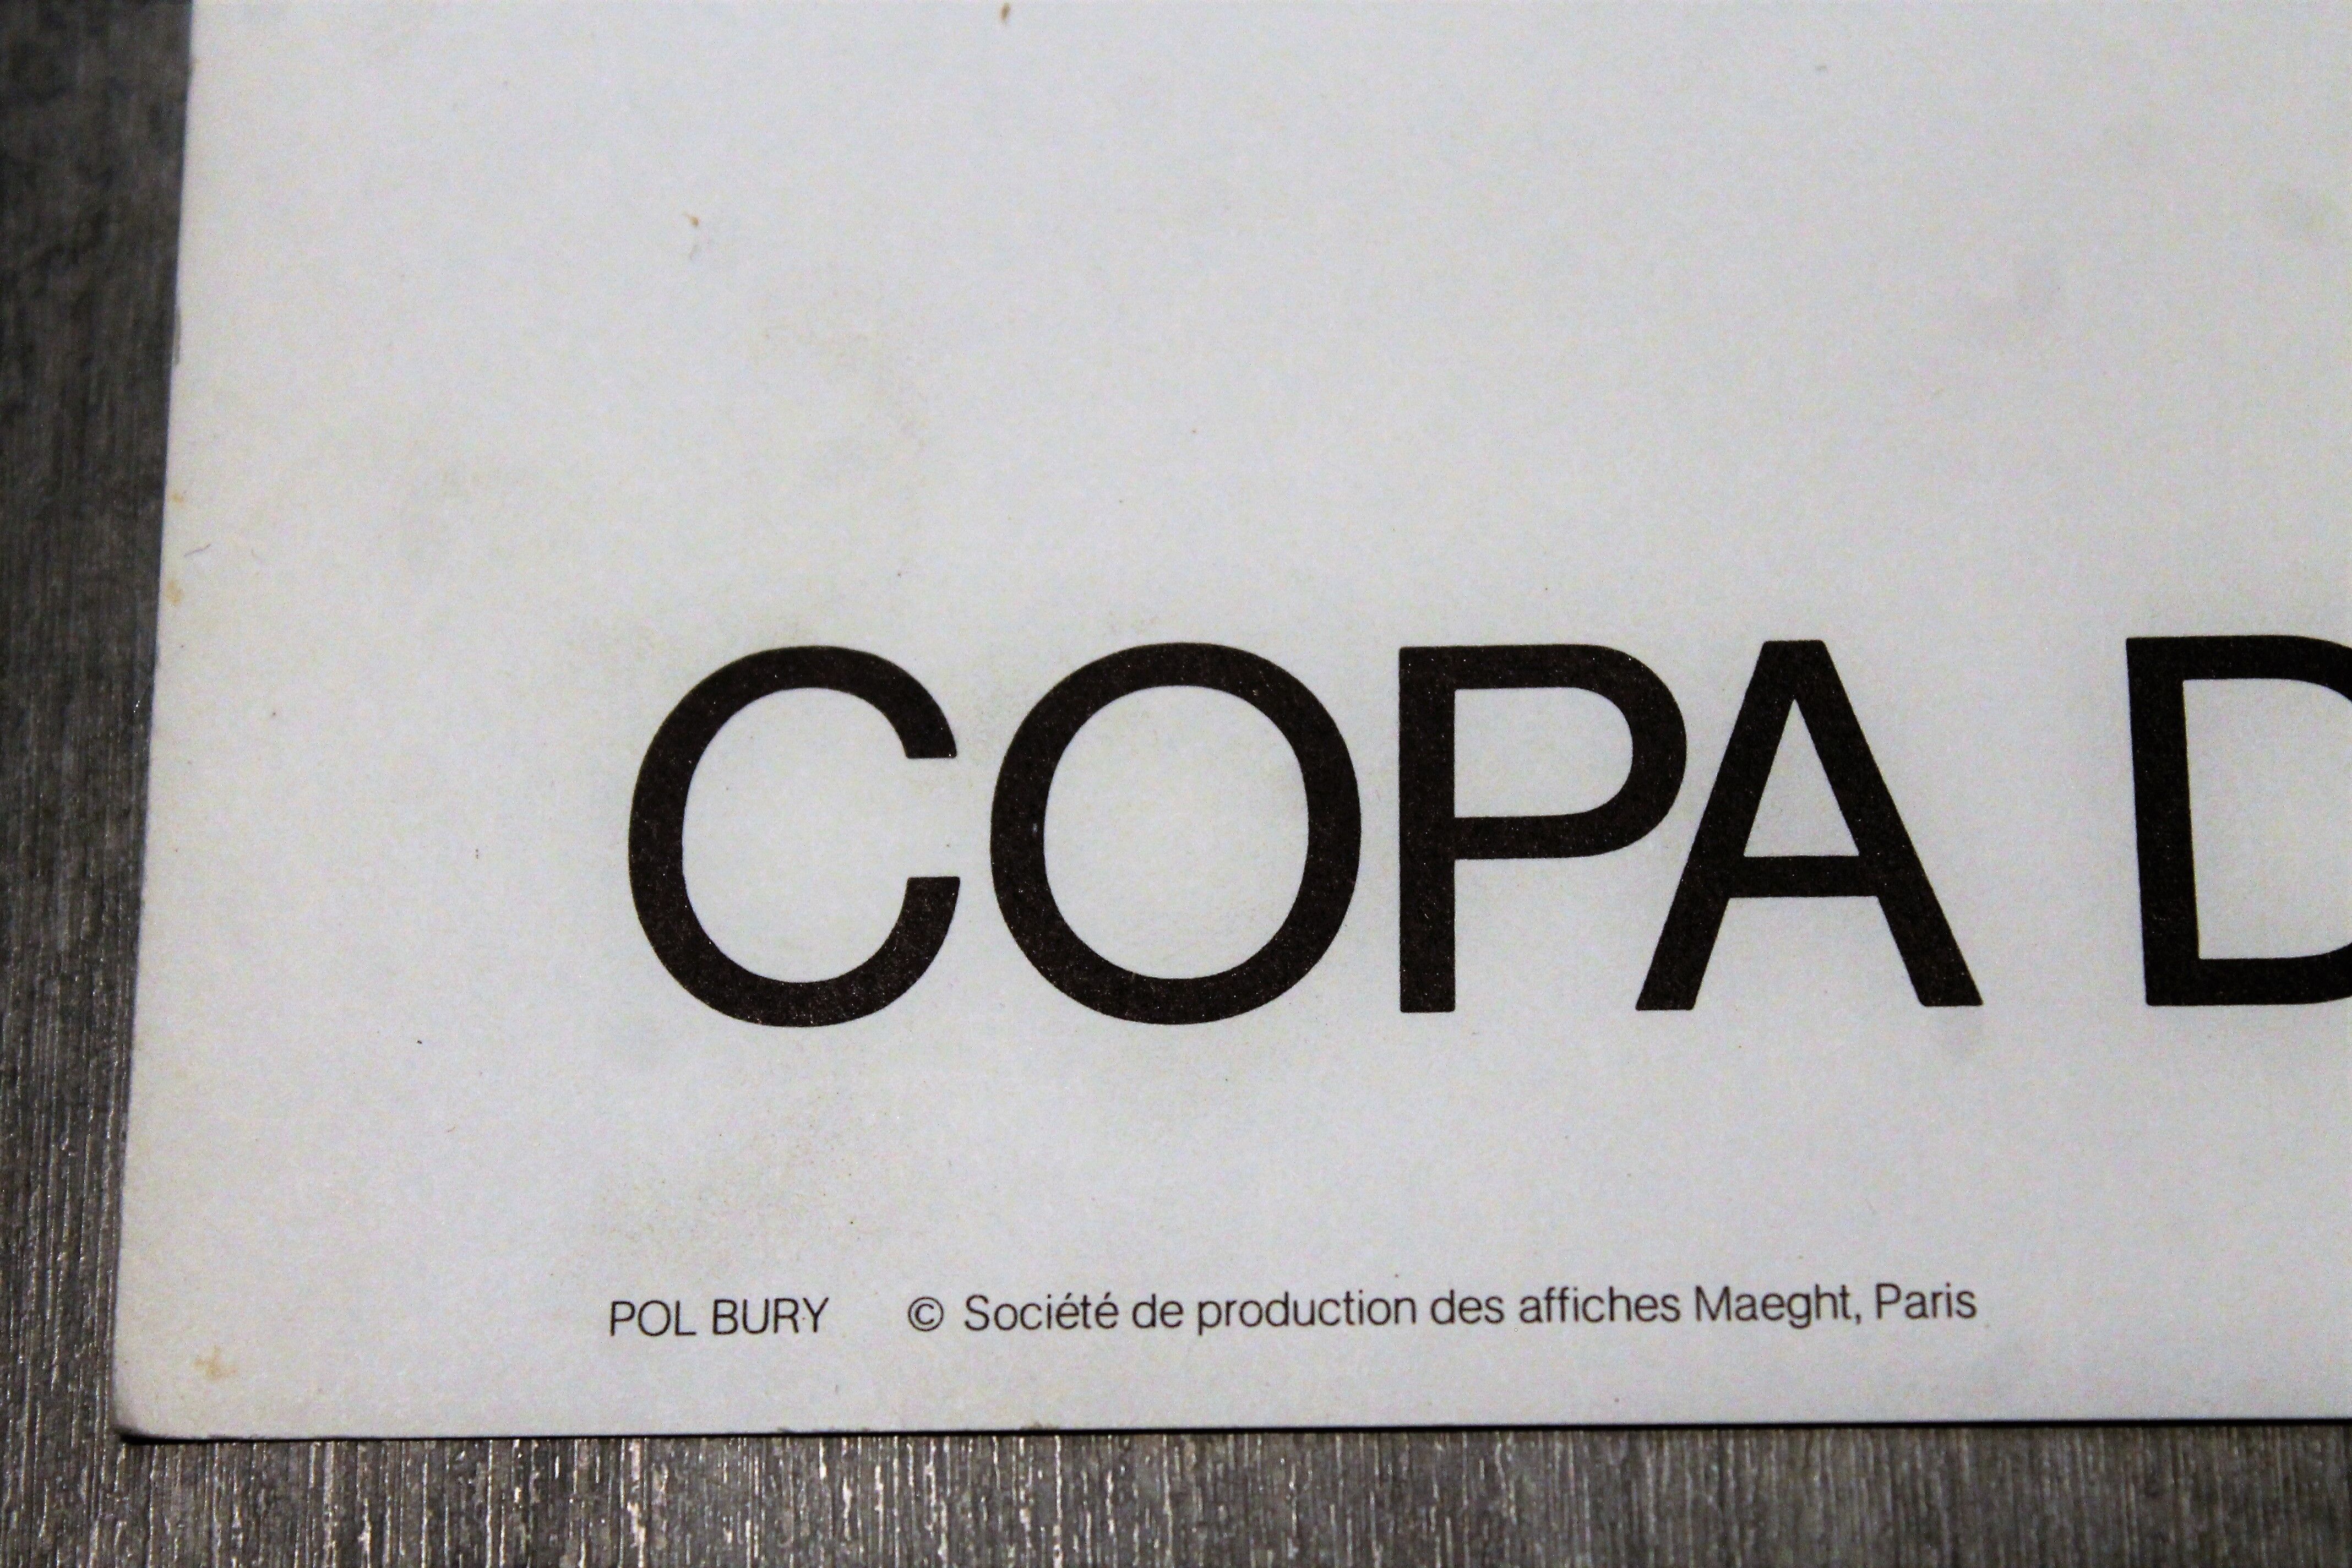 COPA D
POL BURY © Société de production des affiches Maeght, Paris